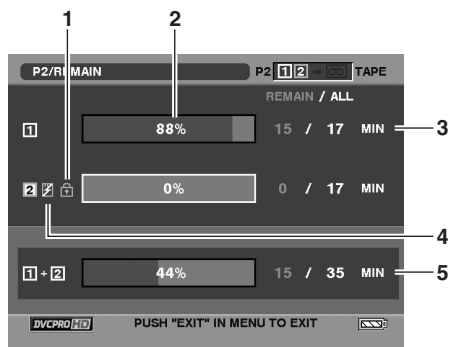 1 2
P2/REMAIN P2 1 2 → TAPE
REMAIN / ALL
1 88% 15 / 17 MIN 3
2 0% 0 / 17 MIN
4
1 + 2 44% 15 / 35 MIN 5
DVCPRO HD PUSH "EXIT" IN MENU TO EXIT